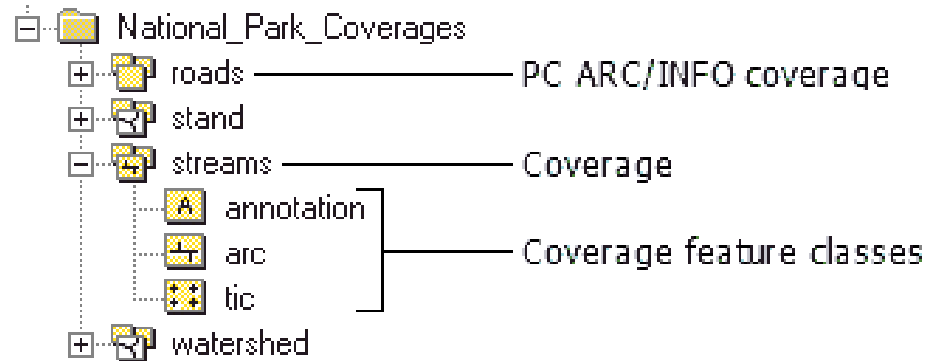 National_Park_Coverages
roads PC ARC/INFO coverage
stand
streams Coverage
A annotation
arc Coverage feature classes
tic
watershed